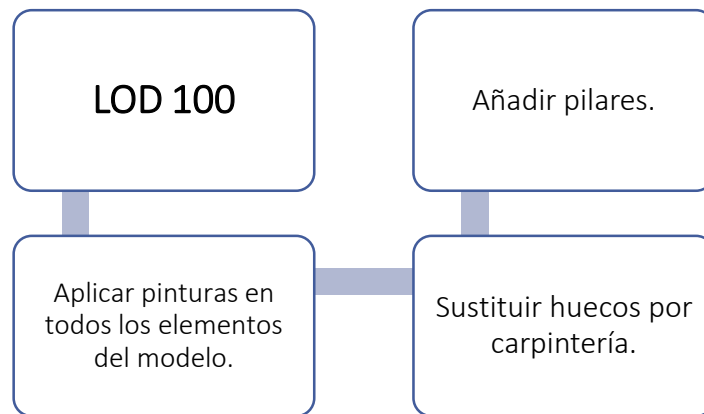 LOD 100
Aplicar pinturas en
todos los elementos
del modelo.
Sustituir huecos por
carpintería.
Añadir pilares.